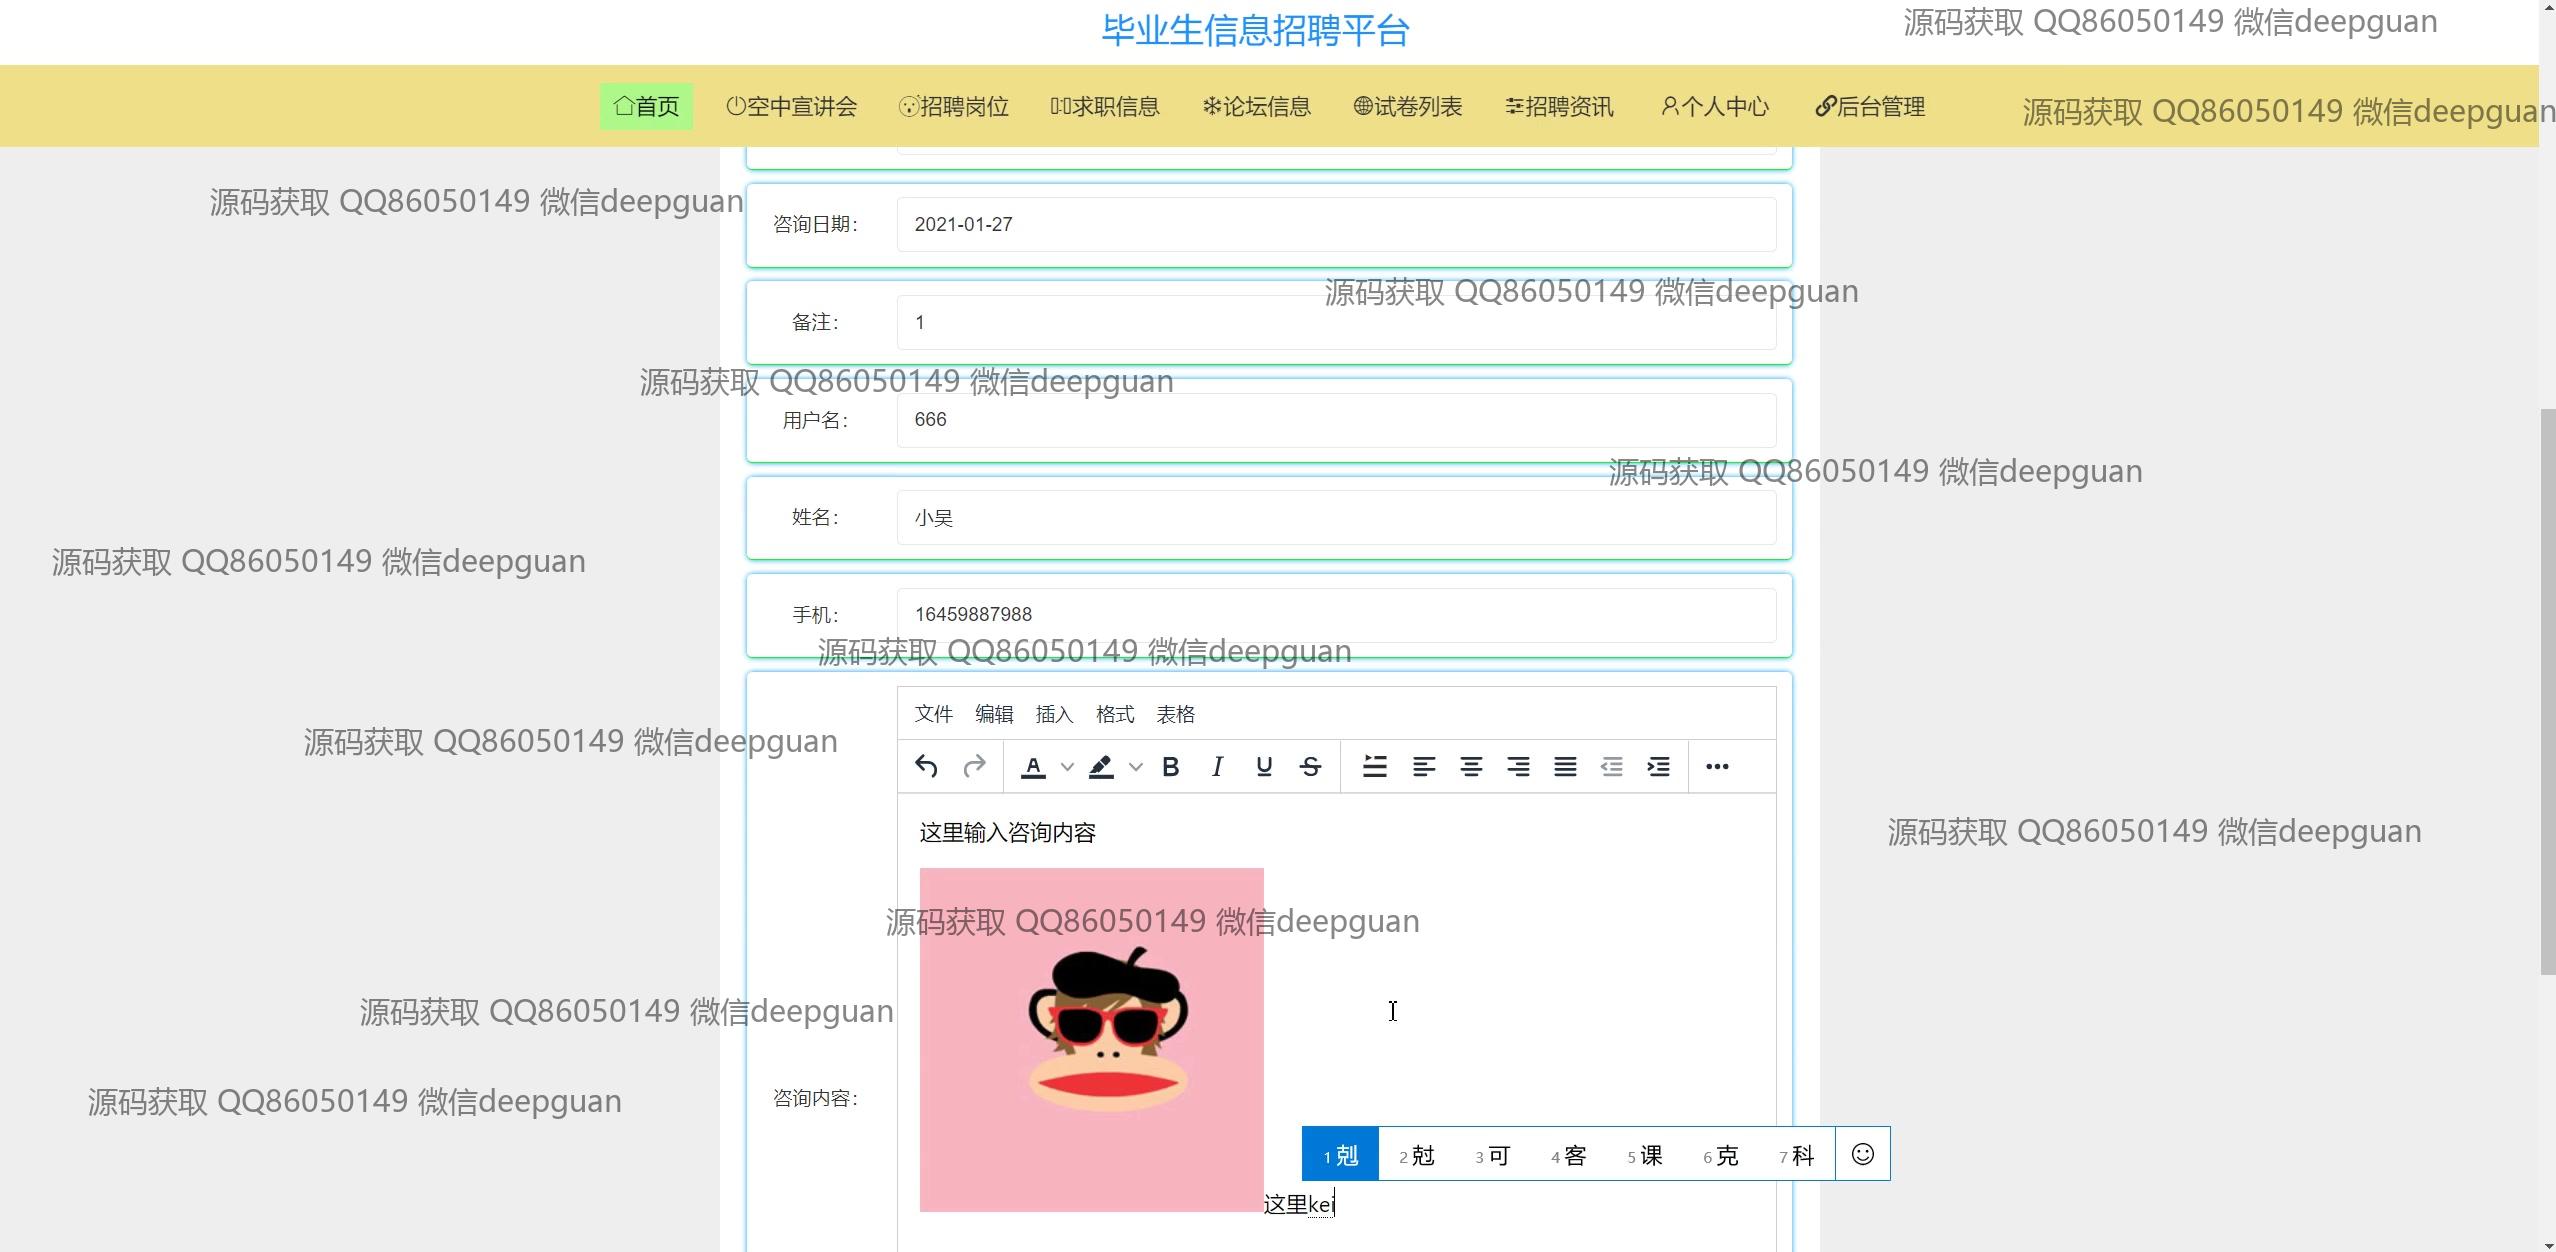 毕业生信息招聘平台
源码获取 QQ86050149 微信deepguan
首页 空中宣讲会 招聘岗位 求职信息 论坛信息 试卷列表 招聘资讯 个人中心 后台管理
源码获取 QQ86050149 微信deepguan
源码获取 QQ86050149 微信deepguan
咨询日期： 2021-01-27
源码获取 QQ86050149 微信deepguan
备注： 1
源码获取 QQ86050149 微信deepguan
用户名： 666
源码获取 QQ86050149 微信deepguan
姓名： 小吴
源码获取 QQ86050149 微信deepguan
手机： 16459887988
源码获取 QQ86050149 微信deepguan
文件 编辑 插入 格式 表格
源码获取 QQ86050149 微信deepguan
A B I U S
这里输入咨询内容
源码获取 QQ86050149 微信deepguan
源码获取 QQ86050149 微信deepguan
源码获取 QQ86050149 微信deepguan
咨询内容：
源码获取 QQ86050149 微信deepguan
1 剋 2 尅 3 可 4 客 5 课 6 克 7 科
这里kei